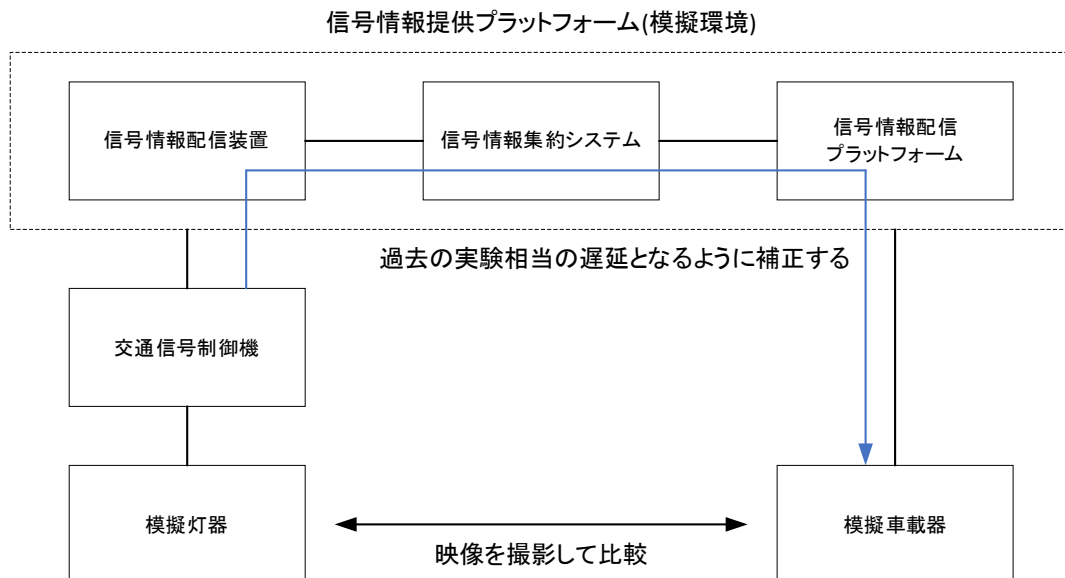 信号情報提供プラットフォーム(模擬環境)
信号情報配信装置
信号情報集約システム
信号情報配信
プラットフォーム
過去の実験相当の遅延となるように補正する
交通信号制御機
模擬灯器
模擬車載器
映像を撮影して比較